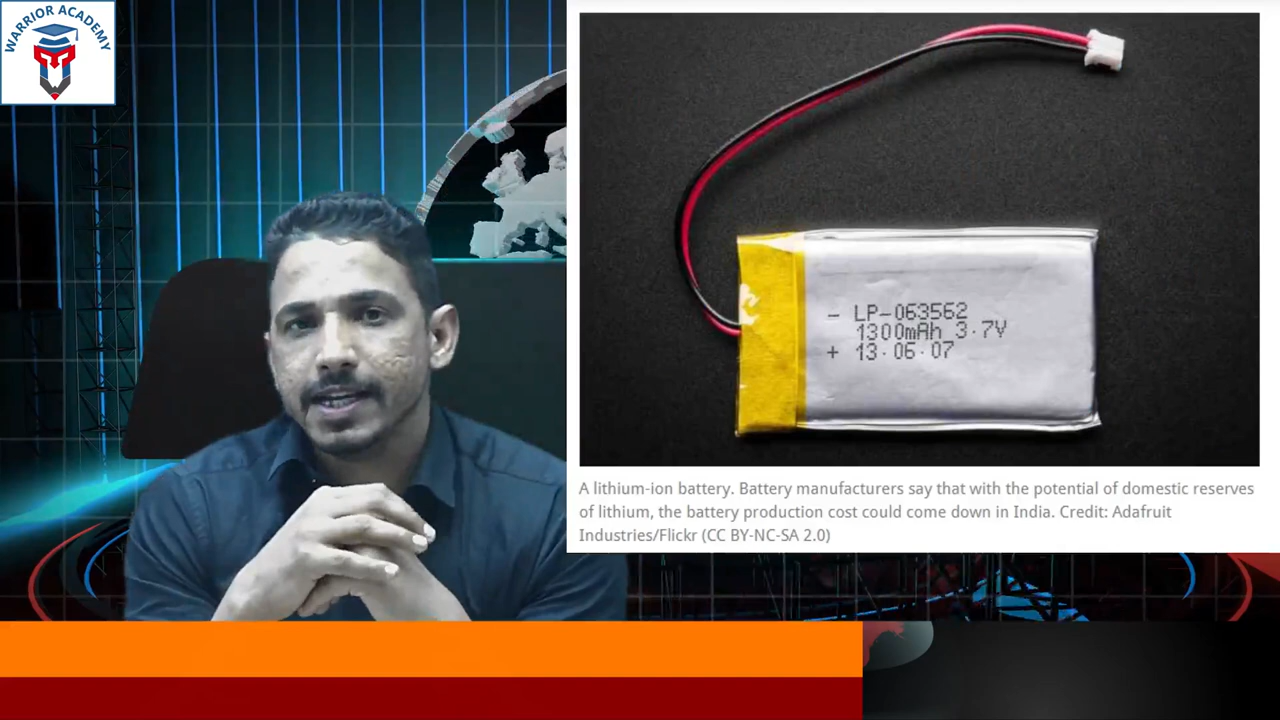 WARRIOR ACADEMY
- LP-063562
1300mAh 3.7V
+ 13.06.07
A lithium-ion battery. Battery manufacturers say that with the potential of domestic reserves
of lithium, the battery production cost could come down in India. Credit: Adafruit
Industries/Flickr (CC BY-NC-SA 2.0)